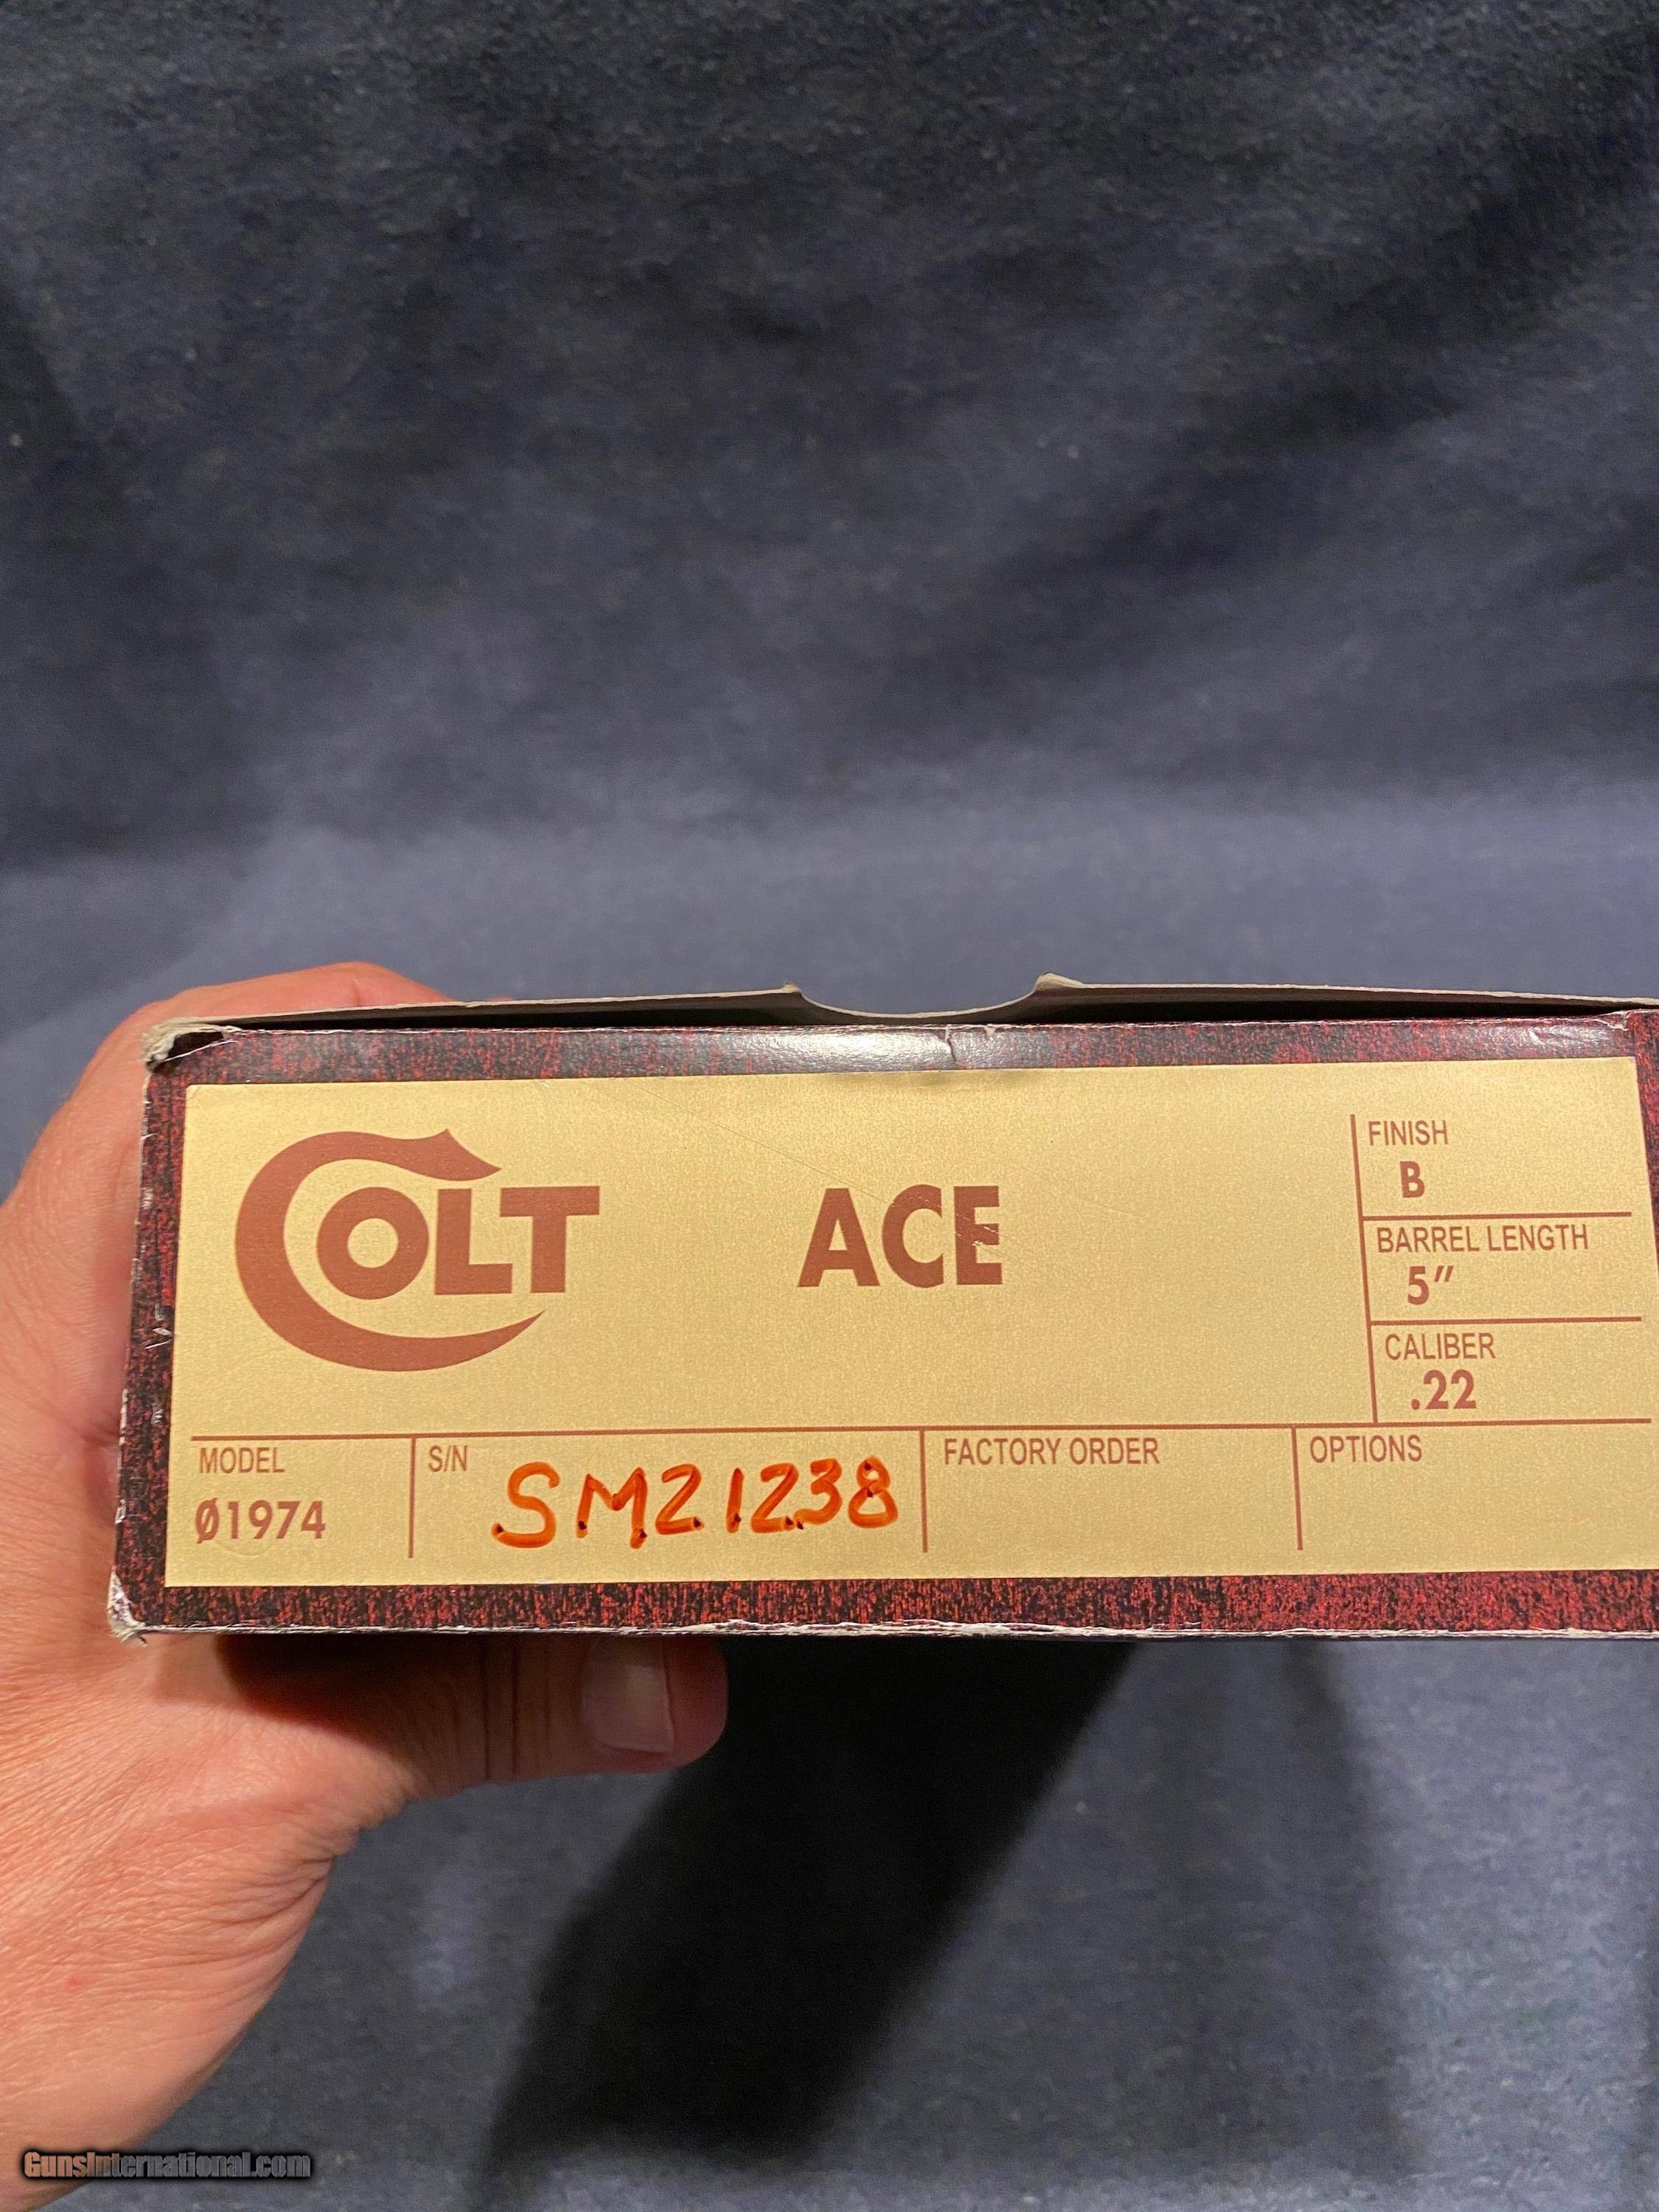 COLT ACE
FINISH
B
BARREL LENGTH
5"
CALIBER
.22
MODEL
Ø1974
S/N SM21238
FACTORY ORDER
OPTIONS
GunsInternational.com